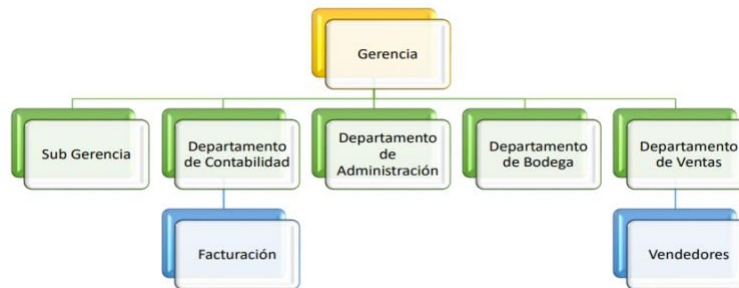 Gerencia
Sub Gerencia
Departamento
de Contabilidad
Departamento
de
Administración
Departamento
de Bodega
Departamento
de Ventas
Facturación
Vendedores